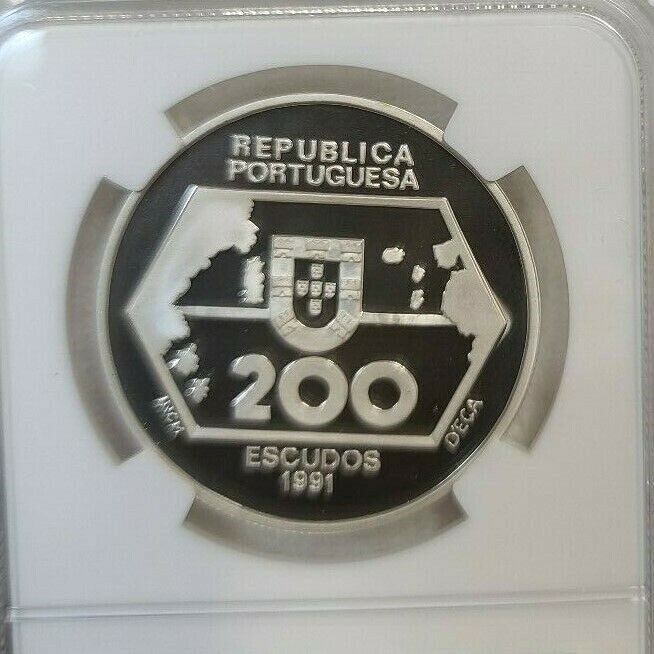 REPUBLICA
PORTUGUESA
200
INCM
DECA
ESCUDOS
1991